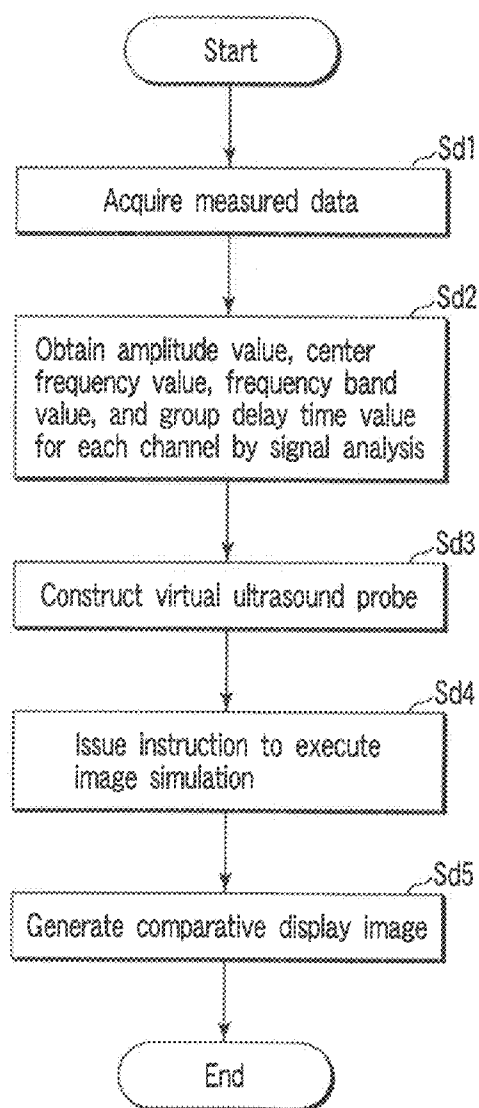 Start
Sd1
Acquire measured data
Sd2
Obtain amplitude value, center
frequency value, frequency band
value, and group delay time value
for each channel by signal analysis
Sd3
Construct virtual ultrasound probe
Sd4
Issue instruction to execute
image simulation
Sd5
Generate comparative display image
End